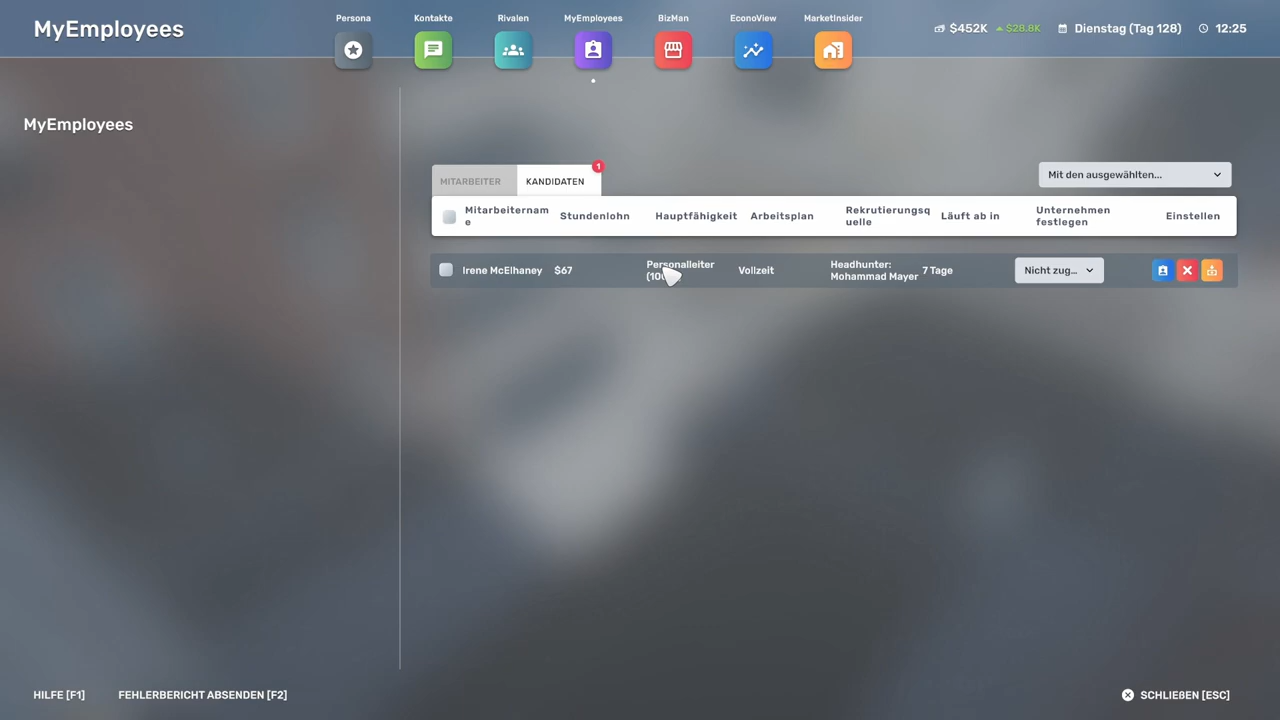 MyEmployees
Persona
Kontakte
Rivalen
MyEmployees
BizMan
EconoView
MarketInsider
$452K
$28.8K
Dienstag (Tag 128)
12:25
MyEmployees
MITARBEITER
KANDIDATEN
1
Mit den ausgewählten...
Mitarbeiternam
e
Stundenlohn
Hauptfähigkeit
Arbeitsplan
Rekrutierungsq
uelle
Läuft ab in
Unternehmen
festlegen
Einstellen
Irene McElhaney
$67
Personalleiter
Vollzeit
Headhunter:
Mohammad Mayer
7 Tage
Nicht zug...
HILFE [F1]
FEHLERBERICHT ABSENDEN [F2]
SCHLIEßEN [ESC]